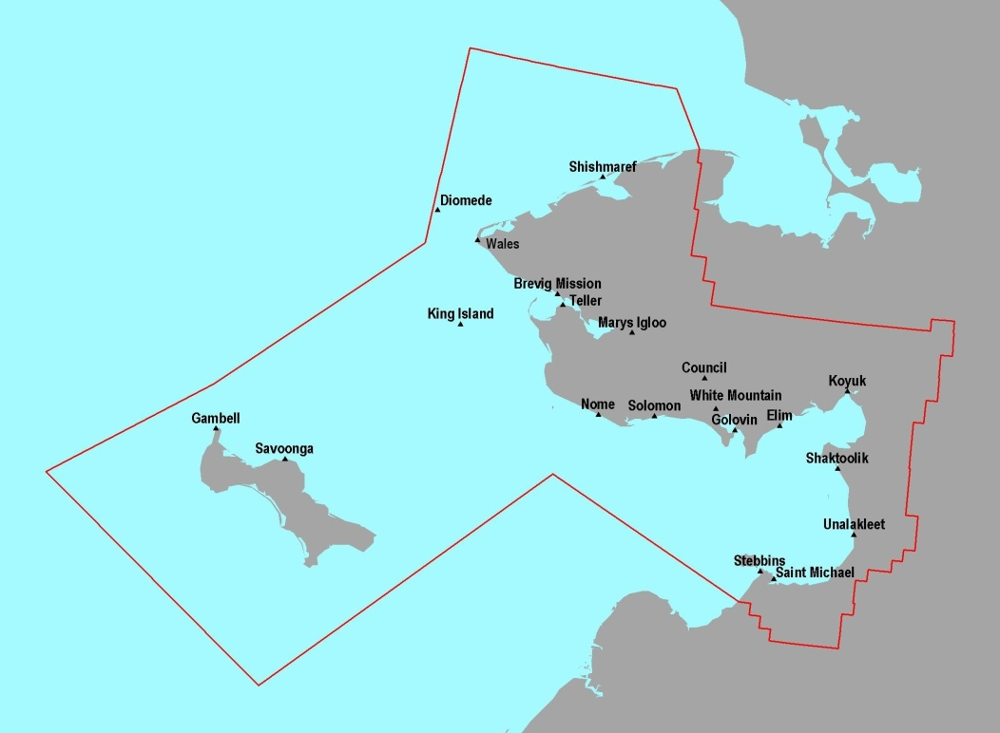 Shishmaref
Diomede
Wales
Brevig Mission
Teller
King Island
Marys Igloo
Council
Koyuk
White Mountain
Nome
Solomon
Golovin
Elim
Gambell
Savoonga
Shaktoolik
Unalakleet
Stebbins
Saint Michael